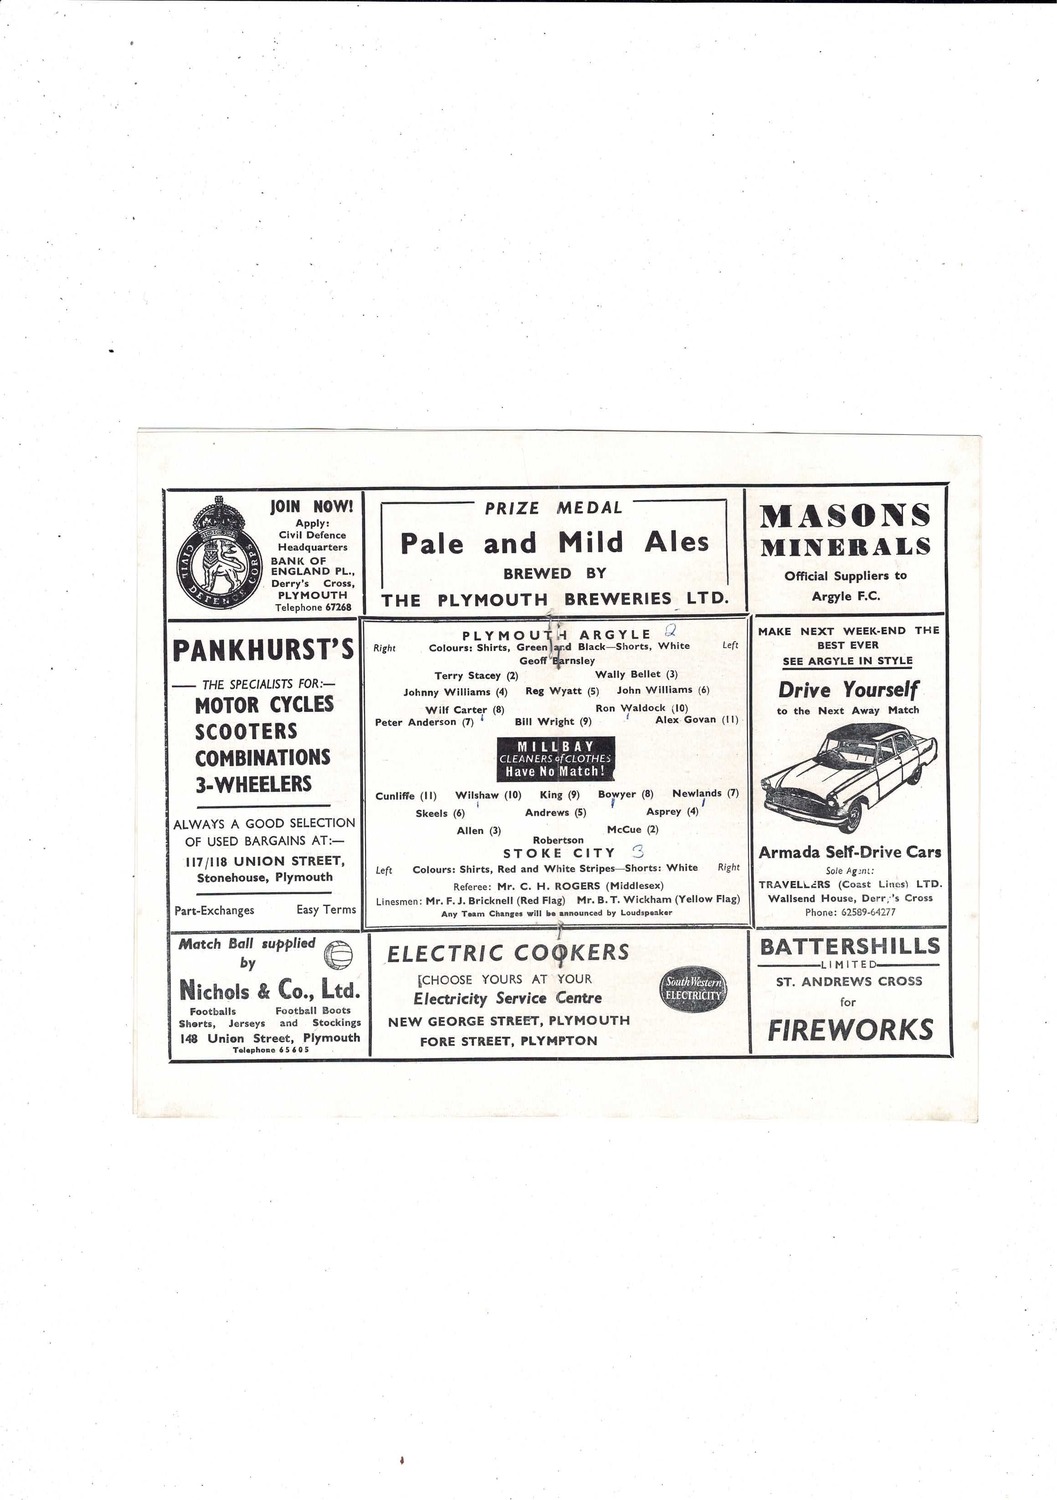 CIVIL DEFENCE CORPS
JOIN NOW!
Apply:
Civil Defence
Headquarters
BANK OF
ENGLAND PL.,
Derry's Cross,
PLYMOUTH
Telephone 67268
PRIZE MEDAL
Pale and Mild Ales
BREWED BY
THE PLYMOUTH BREWERIES LTD.
MASONS
MINERALS
Official Suppliers to
Argyle F.C.
PANKHURST'S
THE SPECIALISTS FOR:—
MOTOR CYCLES
SCOOTERS
COMBINATIONS
3-WHEELERS
ALWAYS A GOOD SELECTION
OF USED BARGAINS AT:—
117/118 UNION STREET,
Stonehouse, Plymouth
Part-Exchanges Easy Terms
PLYMOUTH ARGYLE 2
Right Colours: Shirts, Green and Black—Shorts, White Left
Geoff Barnsley
Terry Stacey (2) Wally Bellet (3)
Johnny Williams (4) Reg Wyatt (5) John Williams (6)
Wilf Carter (8) Ron Waldock (10)
Peter Anderson (7) Bill Wright (9) Alex Govan (11)
MILLBAY
CLEANERS of CLOTHES
Have No Match!
Cunliffe (11) Wilshaw (10) King (9) Bowyer (8) Newlands (7)
Skeels (6) Andrews (5) Asprey (4)
Allen (3) McCue (2)
Robertson
STOKE CITY 3
Left Colours: Shirts, Red and White Stripes—Shorts: White Right
Referee: Mr. C. H. ROGERS (Middlesex)
Linesmen: Mr. F. J. Bricknell (Red Flag) Mr. B. T. Wickham (Yellow Flag)
Any Team Changes will be announced by Loudspeaker
MAKE NEXT WEEK-END THE
BEST EVER
SEE ARGYLE IN STYLE
Drive Yourself
to the Next Away Match
Armada Self-Drive Cars
Sole Agent:
TRAVELLERS (Coast Lines) LTD.
Wallsend House, Derry's Cross
Phone: 62589-64277
Match Ball supplied
by
Nichols & Co., Ltd.
Footballs Football Boots
Shorts, Jerseys and Stockings
148 Union Street, Plymouth
Telephone 65605
ELECTRIC COOKERS
CHOOSE YOURS AT YOUR
Electricity Service Centre
NEW GEORGE STREET, PLYMOUTH
FORE STREET, PLYMPTON
South Western
ELECTRICITY
BATTERSHILLS
LIMITED
ST. ANDREWS CROSS
for
FIREWORKS